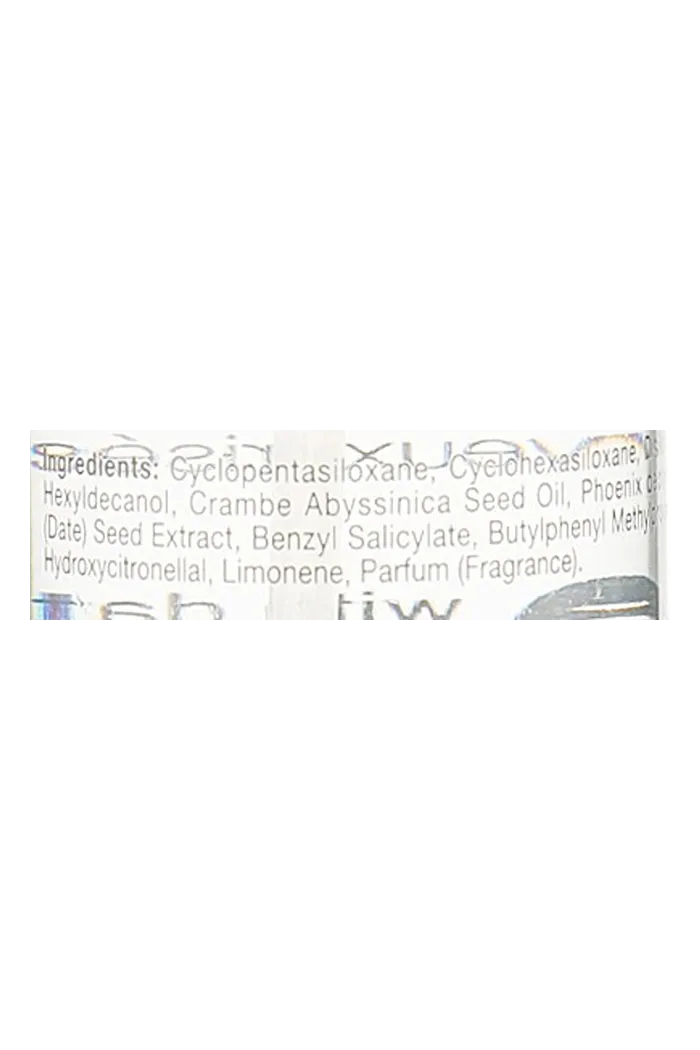 Ingredients: Cyclopentasiloxane, Cyclohexasiloxane,
Hexyldecanol, Crambe Abyssinica Seed Oil, Phoenix
(Date) Seed Extract, Benzyl Salicylate, Butylphenyl
Hydroxycitronellal, Limonene, Parfum (Fragrance).